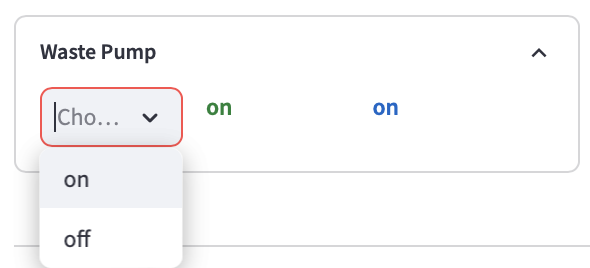 Waste Pump
Cho... on on
on
off